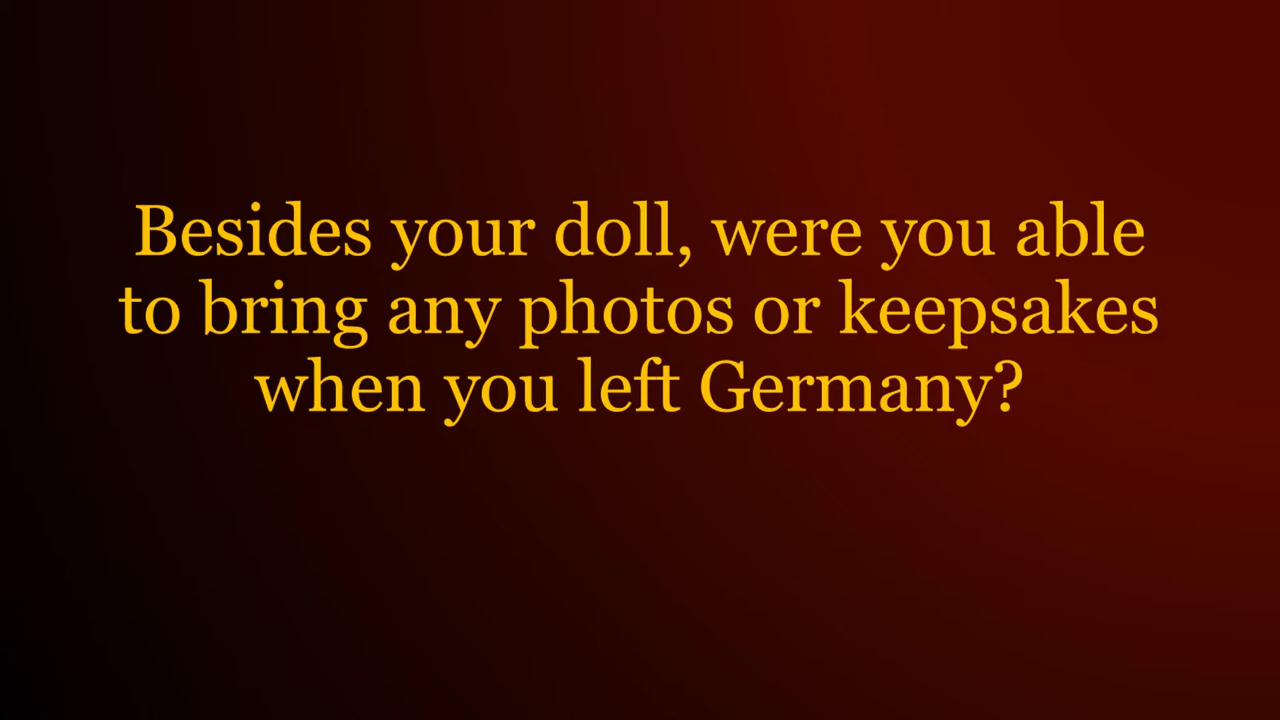 Besides your doll, were you able
to bring any photos or keepsakes
when you left Germany?